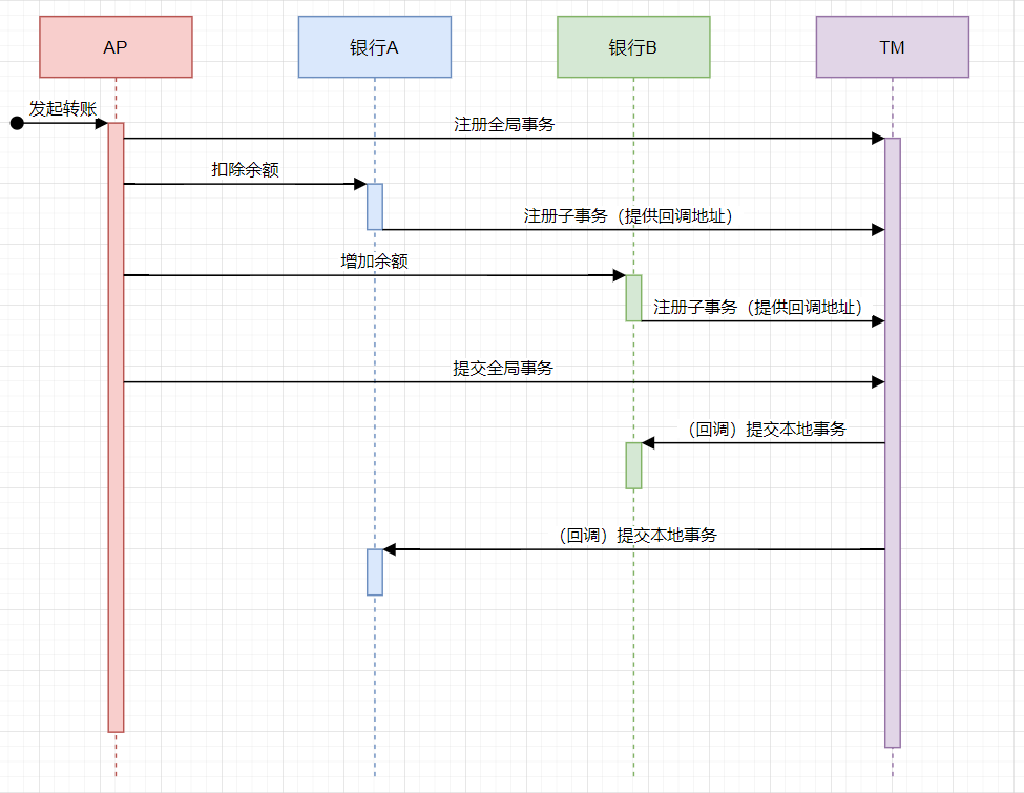 AP
银行A
银行B
TM
发起转账
注册全局事务
扣除余额
注册子事务（提供回调地址）
增加余额
注册子事务（提供回调地址）
提交全局事务
（回调）提交本地事务
（回调）提交本地事务